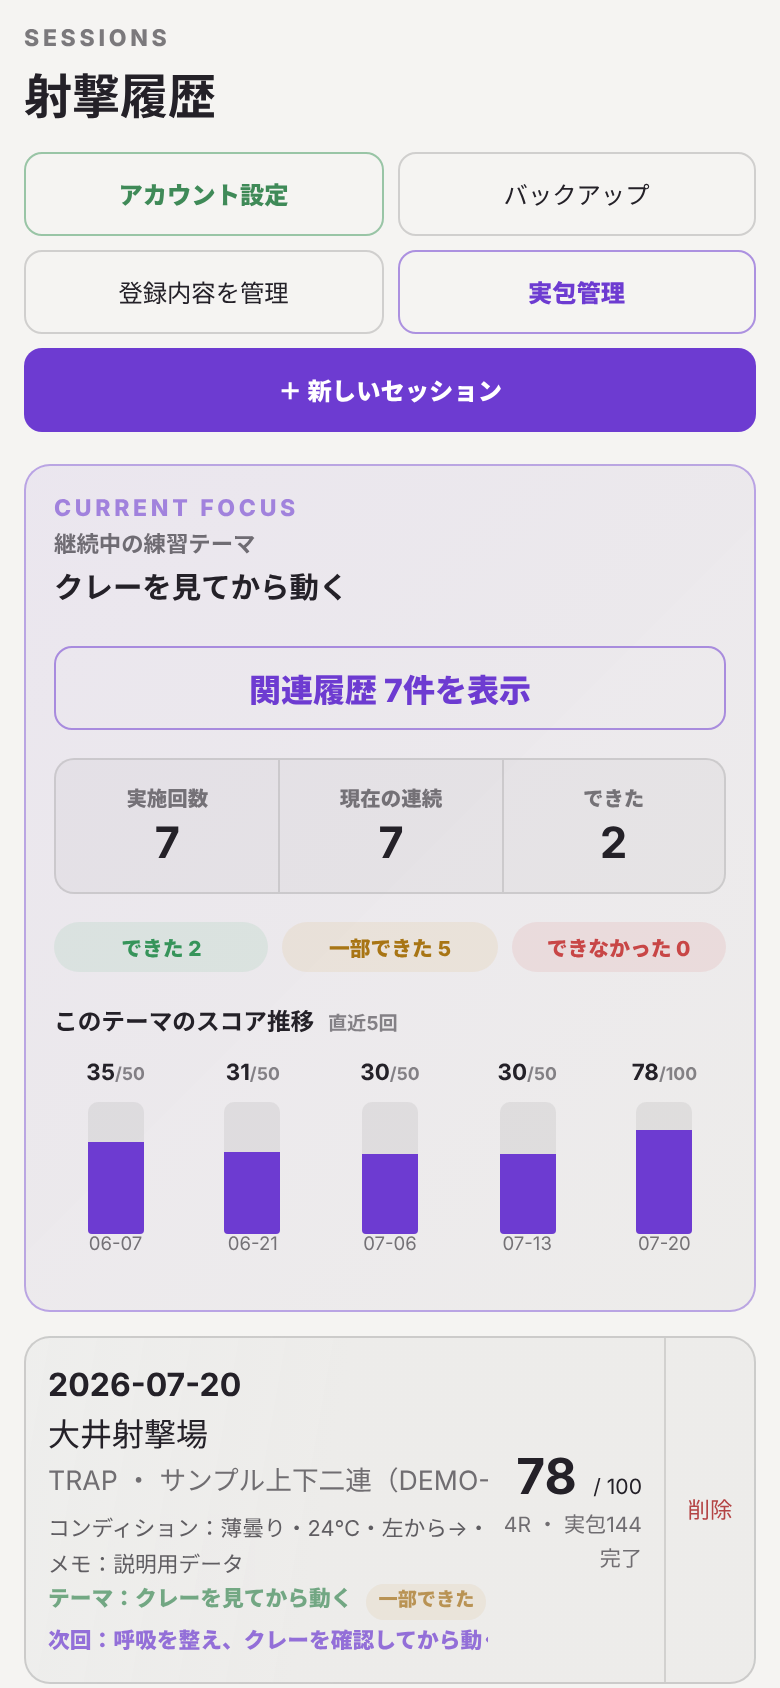 SESSIONS
射撃履歴
アカウント設定
バックアップ
登録内容を管理
実包管理
＋ 新しいセッション
CURRENT FOCUS
継続中の練習テーマ
クレーを見てから動く
関連履歴 7件を表示
実施回数
7
現在の連続
7
できた
2
できた 2
一部できた 5
できなかった 0
このテーマのスコア推移 直近5回
35/50
31/50
30/50
30/50
78/100
06-07
06-21
07-06
07-13
07-20
2026-07-20
大井射撃場
TRAP ・ サンプル上下二連（DEMO-
コンディション：薄曇り・24℃・左から→・
メモ：説明用データ
テーマ：クレーを見てから動く 一部できた
次回：呼吸を整え、クレーを確認してから動
78 / 100
4R ・ 実包144
完了
削除